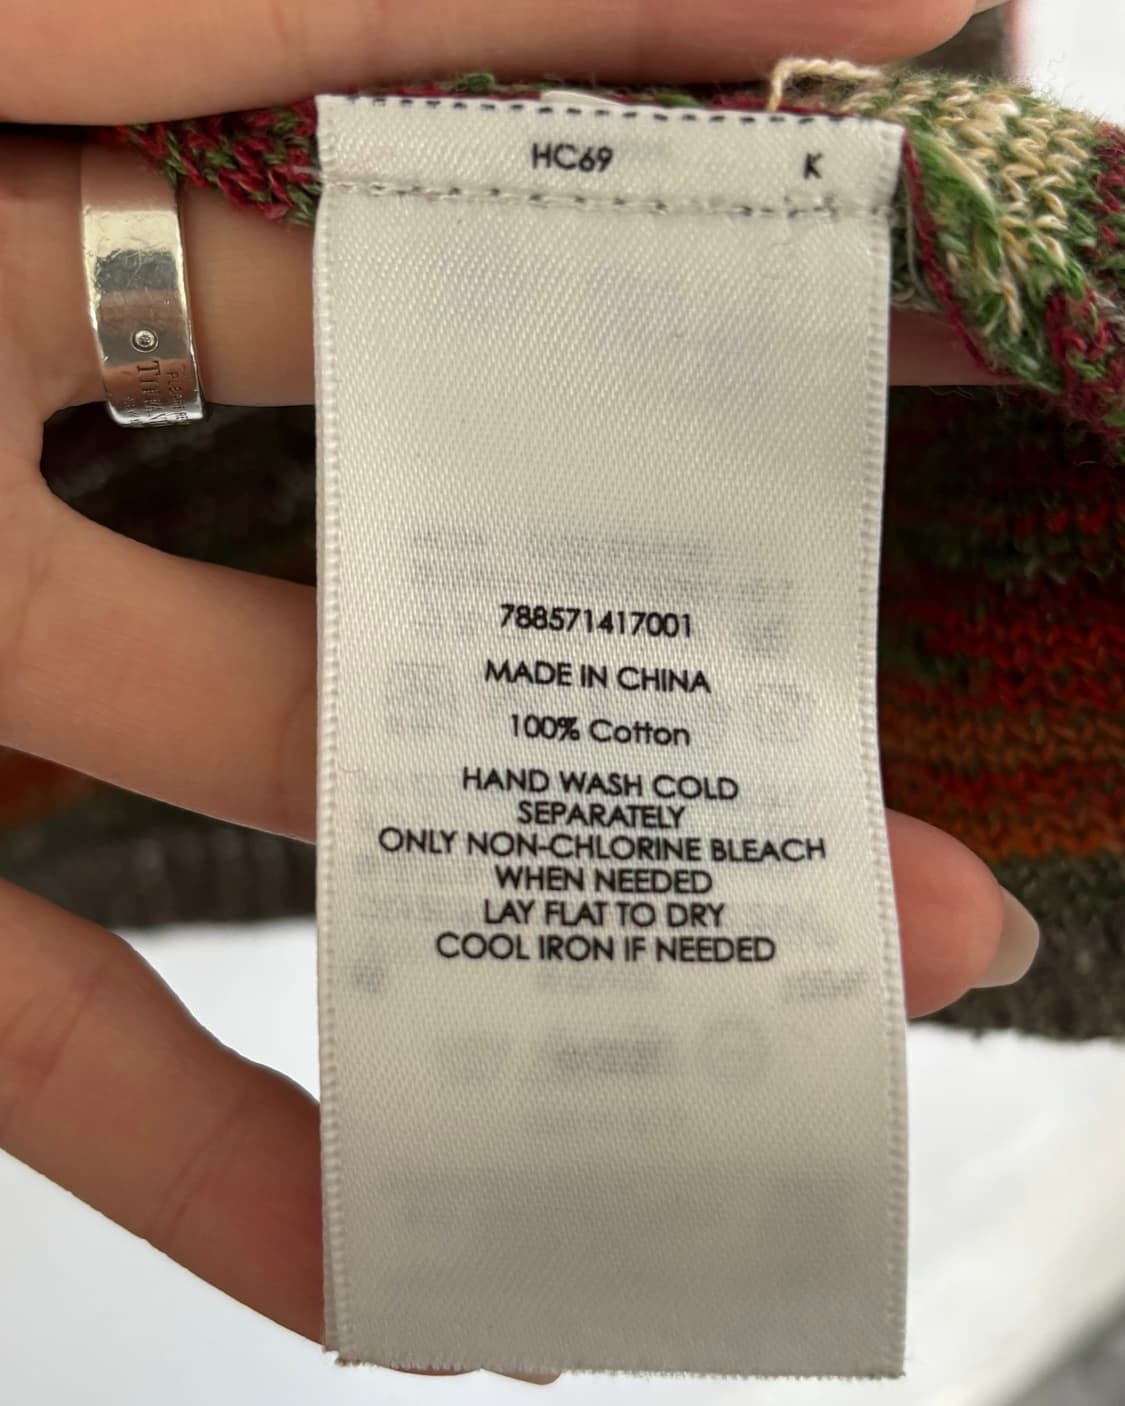 HC69 K
788571417001
MADE IN CHINA
100% Cotton
HAND WASH COLD
SEPARATELY
ONLY NON-CHLORINE BLEACH
WHEN NEEDED
LAY FLAT TO DRY
COOL IRON IF NEEDED